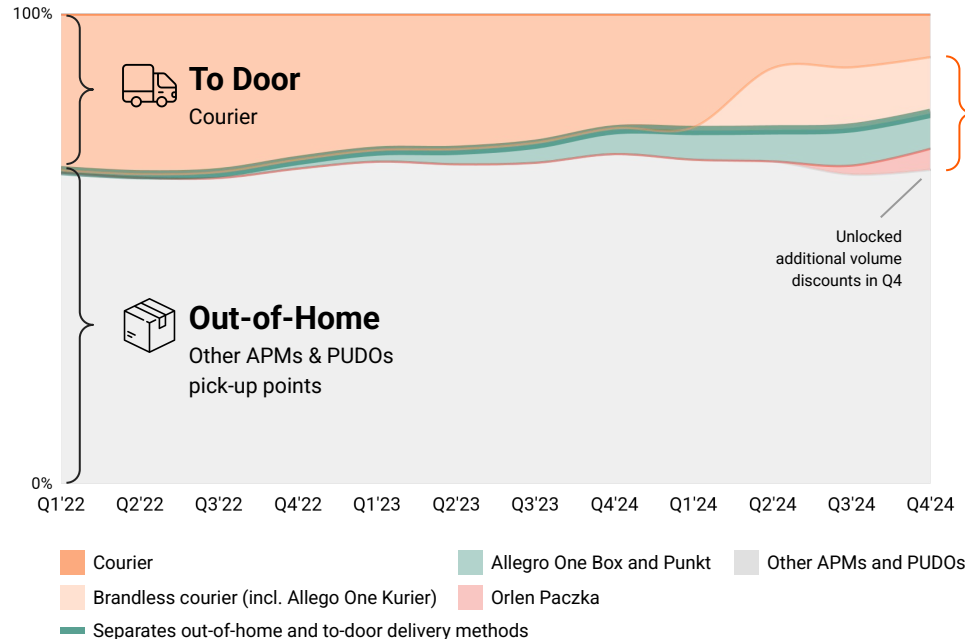 100%
To Door
Courier
Unlocked
additional volume
discounts in Q4
Out-of-Home
Other APMs & PUDOs
pick-up points
0%
Q1'22 Q2'22 Q3'22 Q4'22 Q1'23 Q2'23 Q3'23 Q4'24 Q1'24 Q2'24 Q3'24 Q4'24
Courier Allegro One Box and Punkt Other APMs and PUDOs
Brandless courier (incl. Allego One Kurier) Orlen Paczka
Separates out-of-home and to-door delivery methods